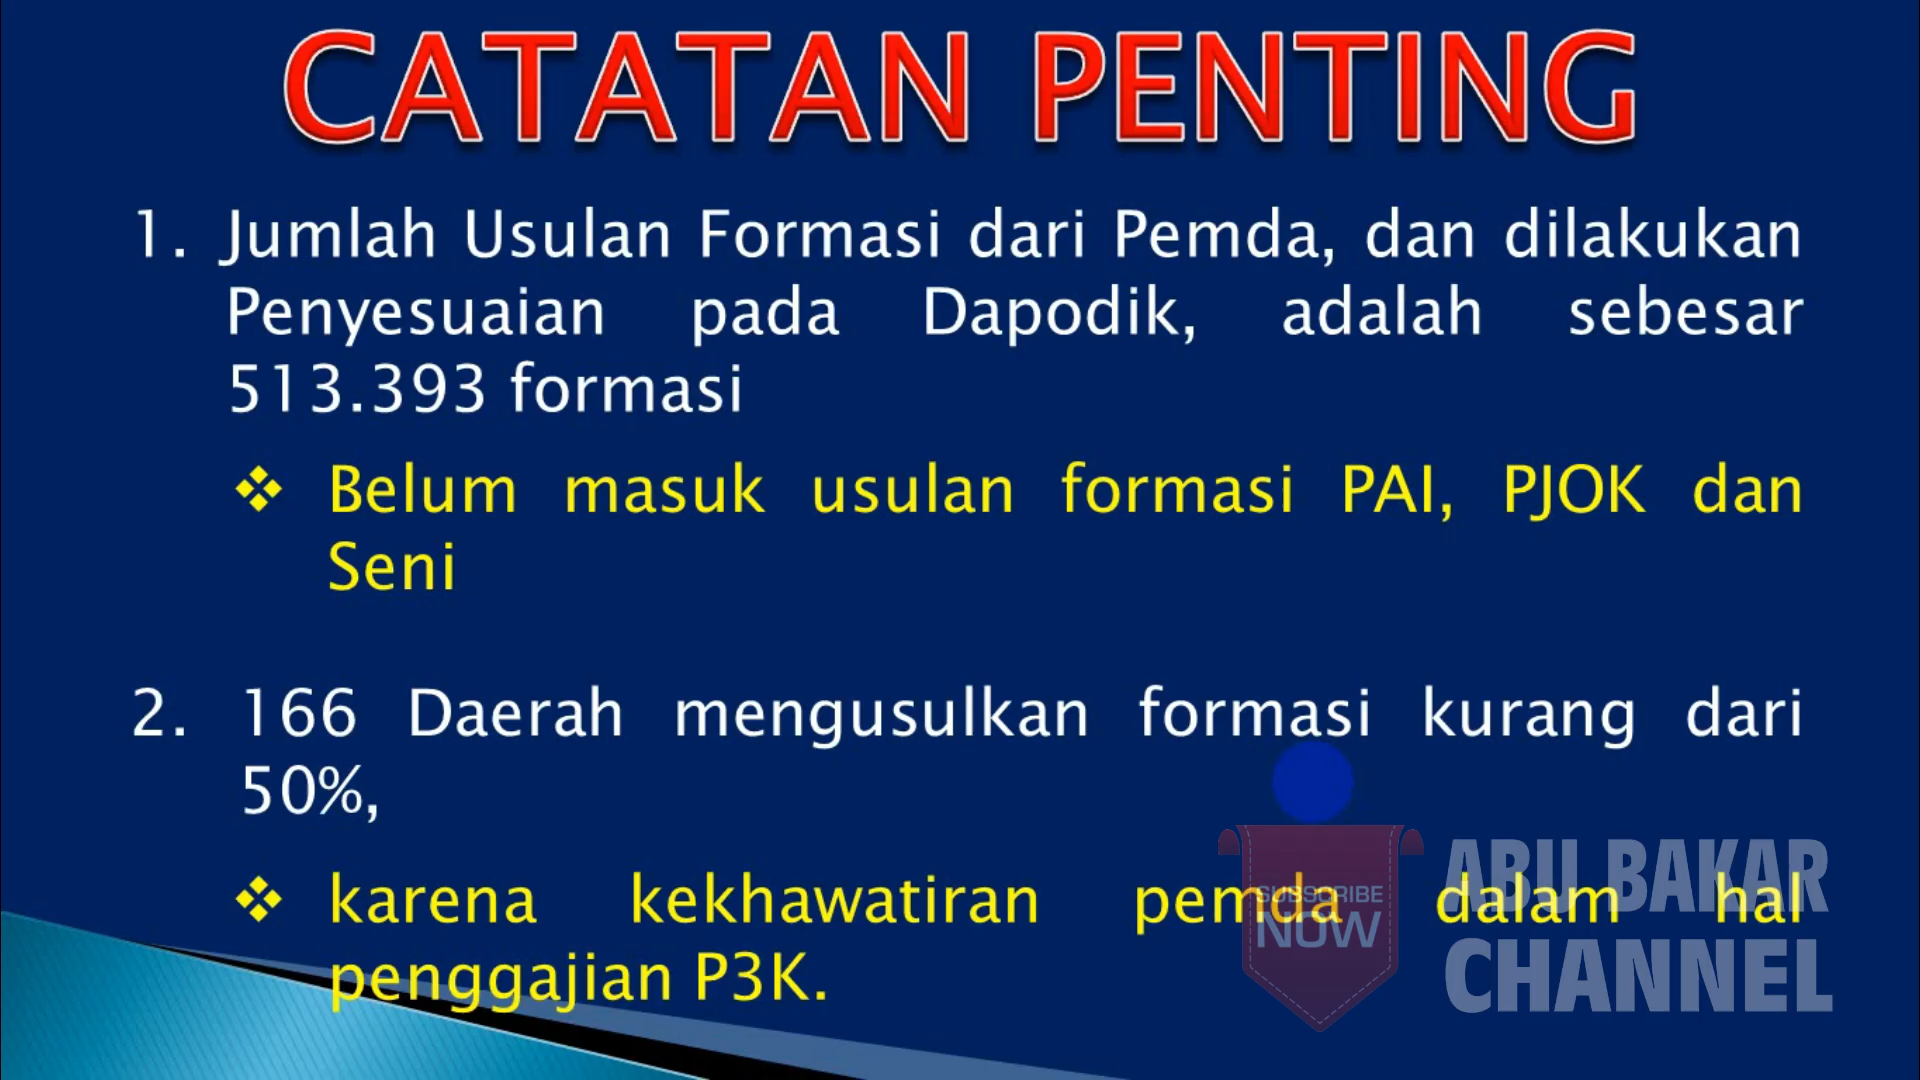 CATATAN PENTING
1. Jumlah Usulan Formasi dari Pemda, dan dilakukan
Penyesuaian pada Dapodik, adalah sebesar
513.393 formasi
❖ Belum masuk usulan formasi PAI, PJOK dan
Seni
2. 166 Daerah mengusulkan formasi kurang dari
50%,
❖ karena kekhawatiran pemda dalam hal
penggajian P3K.
SUBSCRIBE
NOW
ABU BAKAR
CHANNEL